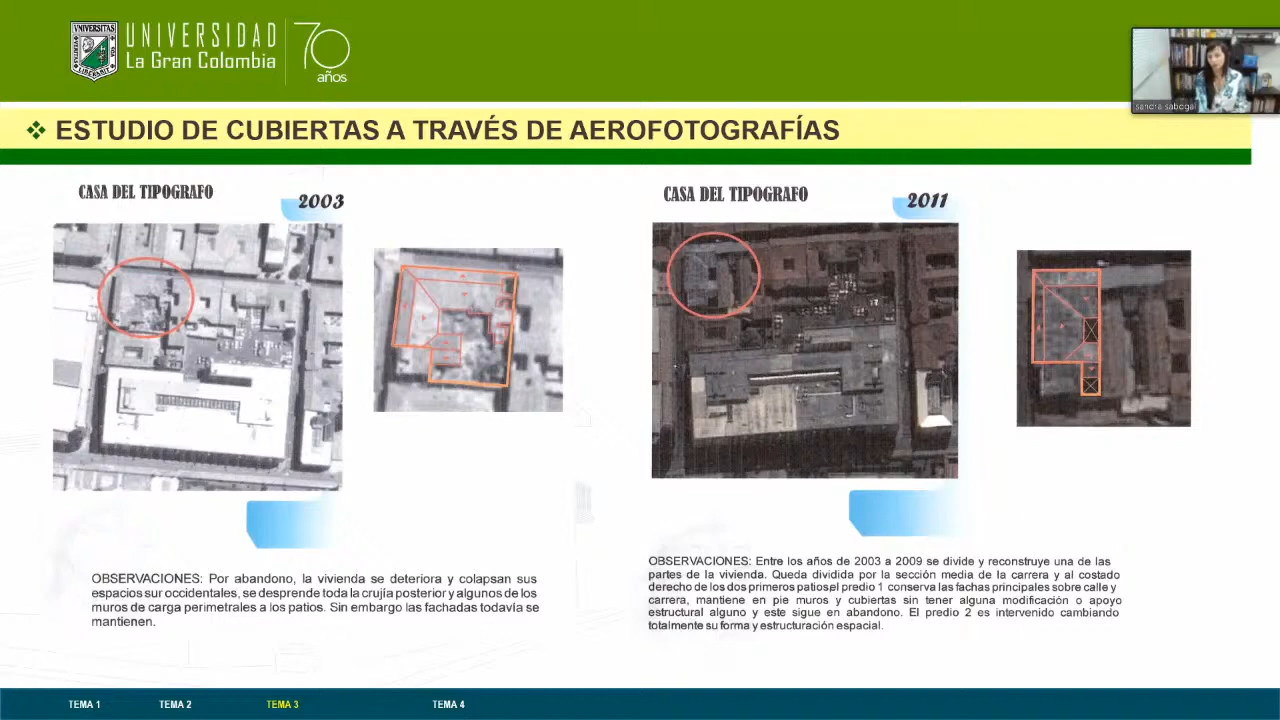 UNIVERSITAS
VERITAS
VIA
LIBERABIT
UNIVERSIDAD
La Gran Colombia
70
años
sandra sabogal
❖ ESTUDIO DE CUBIERTAS A TRAVÉS DE AEROFOTOGRAFÍAS
CASA DEL TIPOGRAFO
2003
CASA DEL TIPOGRAFO
2011
OBSERVACIONES: Por abandono, la vivienda se deteriora y colapsan sus
espacios sur occidentales, se desprende toda la crujía posterior y algunos de los
muros de carga perimetrales a los patios. Sin embargo las fachadas todavía se
mantienen.
OBSERVACIONES: Entre los años de 2003 a 2009 se divide y reconstruye una de las
partes de la vivienda. Queda dividida por la sección media de la carrera y al costado
derecho de los dos primeros patios,el predio 1 conserva las fachas principales sobre calle y
carrera, mantiene en pie muros y cubiertas sin tener alguna modificación o apoyo
estructural alguno y este sigue en abandono. El predio 2 es intervenido cambiando
totalmente su forma y estructuración espacial.
TEMA 1
TEMA 2
TEMA 3
TEMA 4